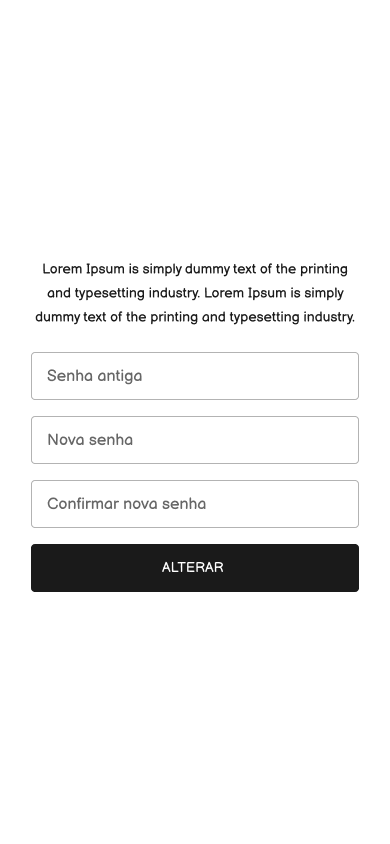 Lorem Ipsum is simply dummy text of the printing
and typesetting industry. Lorem Ipsum is simply
dummy text of the printing and typesetting industry.
Senha antiga
Nova senha
Confirmar nova senha
ALTERAR